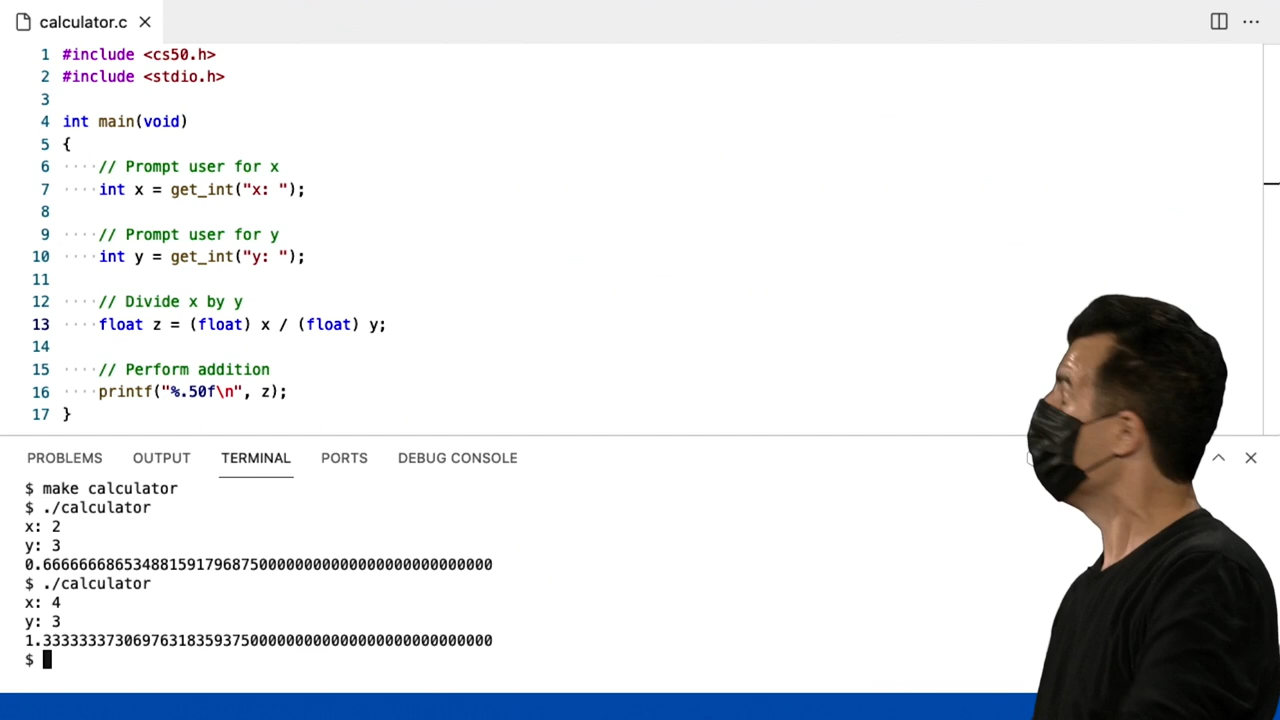 calculator.c
1 #include <cs50.h>
2 #include <stdio.h>
3
4 int main(void)
5 {
6 ····// Prompt user for x
7 ····int x = get_int("x: ");
8
9 ····// Prompt user for y
10 ····int y = get_int("y: ");
11
12 ····// Divide x by y
13 ····float z = (float) x / (float) y;
14
15 ····// Perform addition
16 ····printf("%.50f\n", z);
17 }
PROBLEMS OUTPUT TERMINAL PORTS DEBUG CONSOLE
$ make calculator
$ ./calculator
x: 2
y: 3
0.66666668653488159179687500000000000000000000000000
$ ./calculator
x: 4
y: 3
1.33333337306976318359375000000000000000000000000000
$